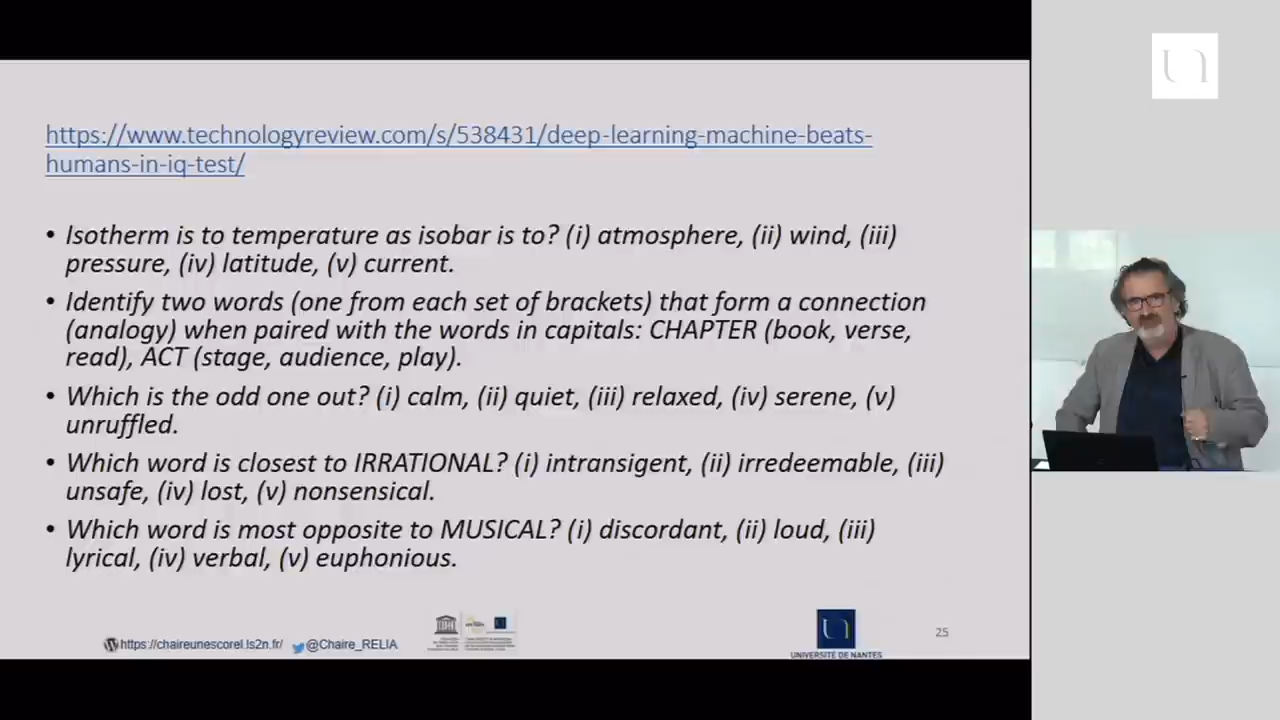 https://www.technologyreview.com/s/538431/deep-learning-machine-beats-
humans-in-iq-test/
• Isotherm is to temperature as isobar is to? (i) atmosphere, (ii) wind, (iii)
pressure, (iv) latitude, (v) current.
• Identify two words (one from each set of brackets) that form a connection
(analogy) when paired with the words in capitals: CHAPTER (book, verse,
read), ACT (stage, audience, play).
• Which is the odd one out? (i) calm, (ii) quiet, (iii) relaxed, (iv) serene, (v)
unruffled.
• Which word is closest to IRRATIONAL? (i) intransigent, (ii) irredeemable, (iii)
unsafe, (iv) lost, (v) nonsensical.
• Which word is most opposite to MUSICAL? (i) discordant, (ii) loud, (iii)
lyrical, (iv) verbal, (v) euphonious.
https://chaireunescorel.ls2n.fr/ @Chaire_RELIA
UNIVERSITÉ DE NANTES
25